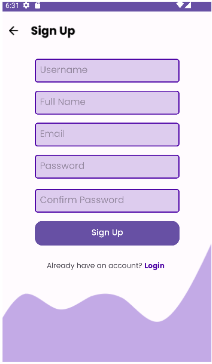 6:31
Sign Up
Username
Full Name
Email
Password
Confirm Password
Sign Up
Already have an account? Login